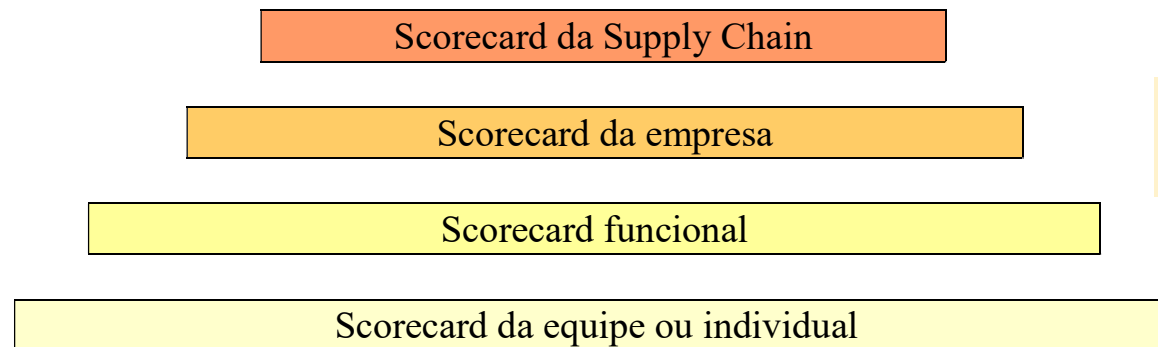 Scorecard da Supply Chain
Scorecard da empresa
Scorecard funcional
Scorecard da equipe ou individual